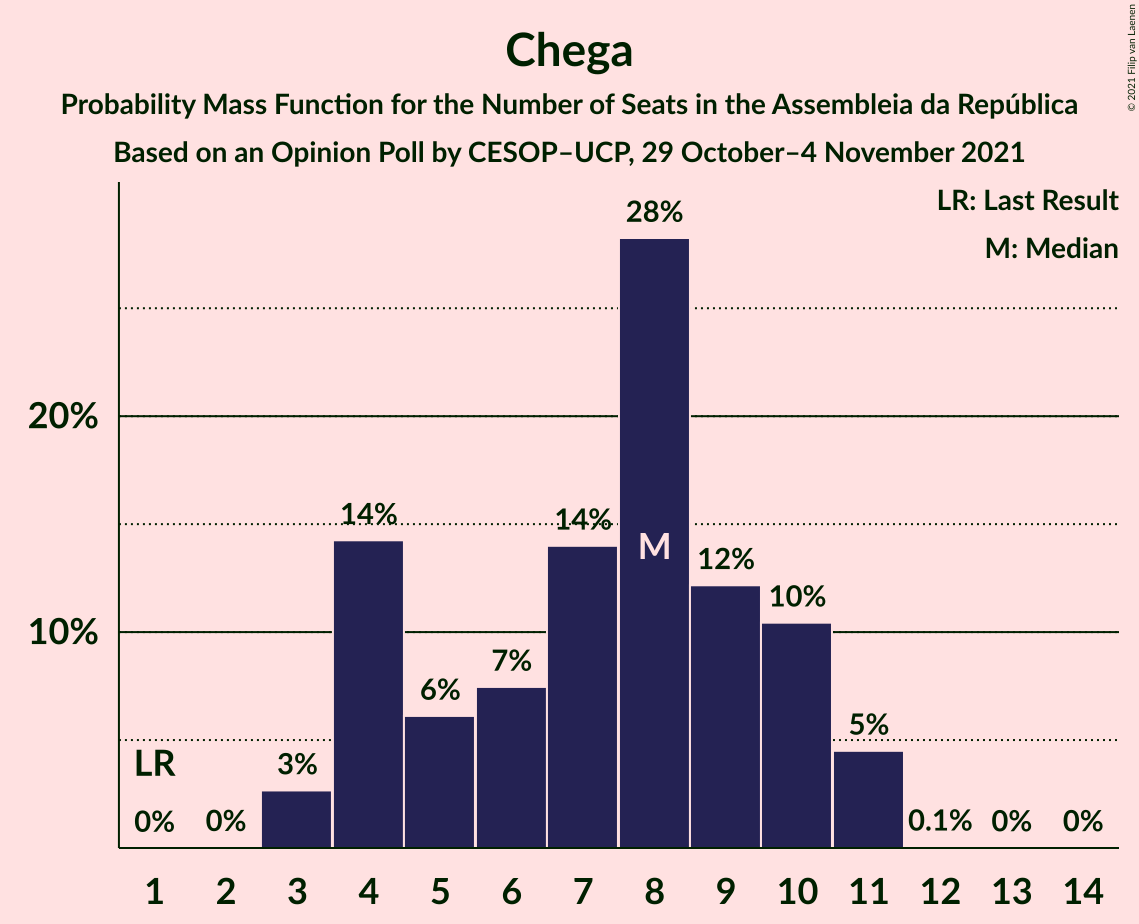 Chega
Probability Mass Function for the Number of Seats in the Assembleia da República
Based on an Opinion Poll by CESOP–UCP, 29 October–4 November 2021
© 2021 Filip van Laenen
LR: Last Result
M: Median
28%
20%
14%
14%
M
12%
10%
10%
7%
6%
5%
LR
3%
0%
0%
0.1%
0%
0%
1 2 3 4 5 6 7 8 9 10 11 12 13 14